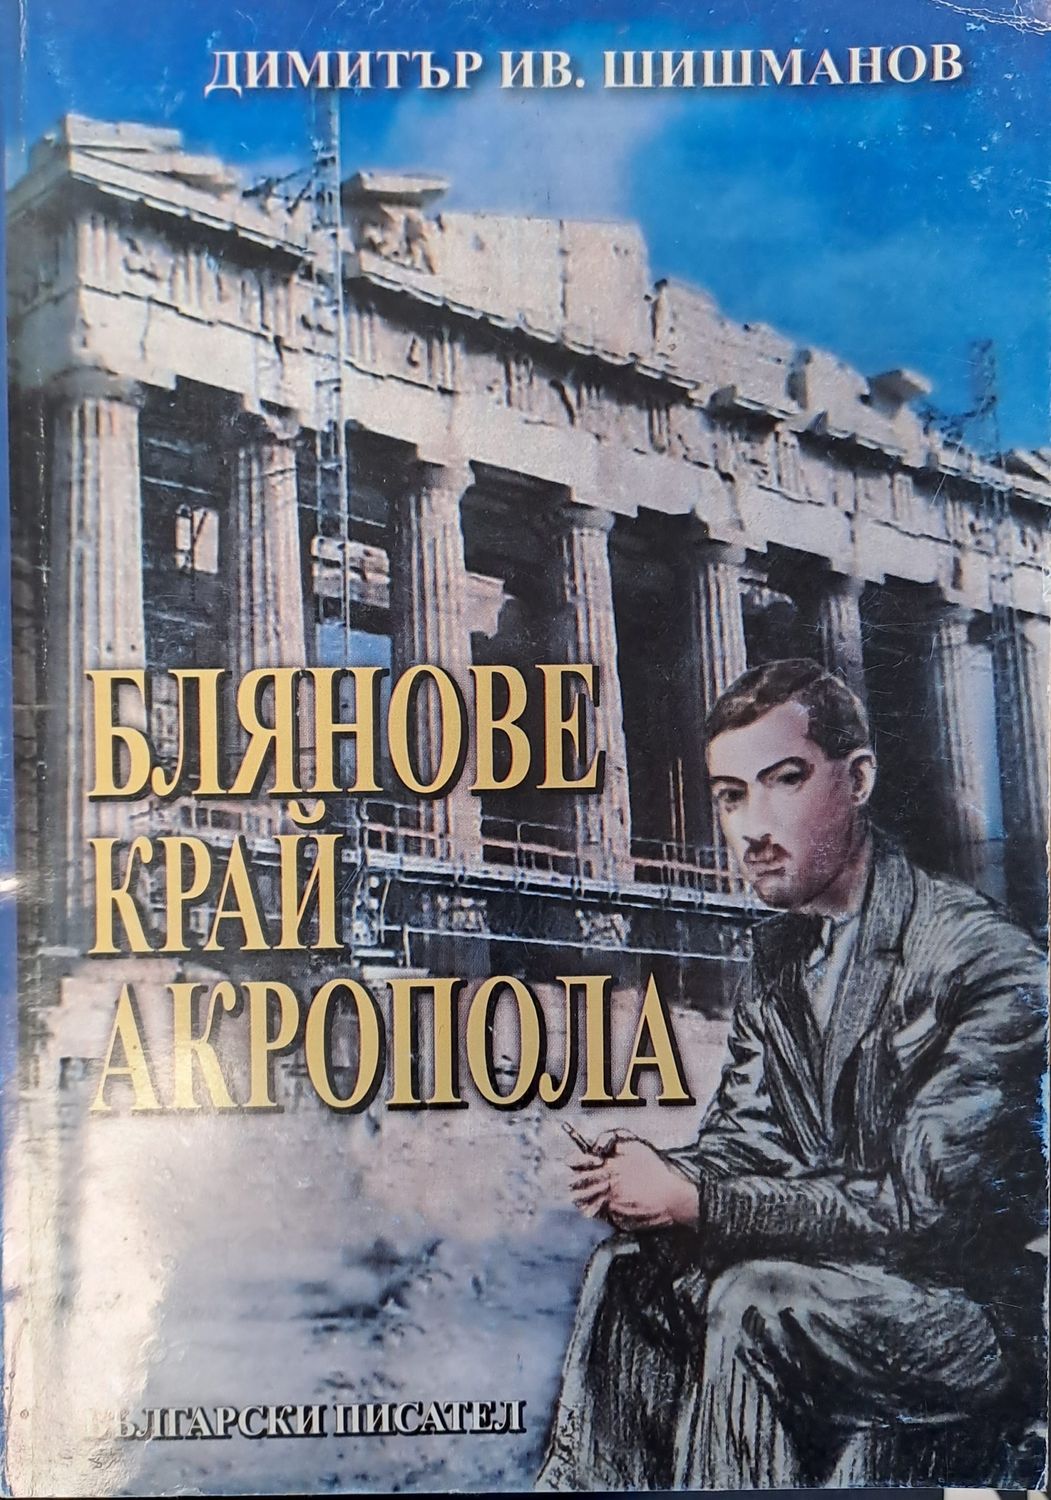 ДИМИТЪР ИВ. ШИШМАНОВ
БЛЯНОВЕ
КРАЙ
АКРОПОЛА
БЪЛГАРСКИ ПИСАТЕЛ